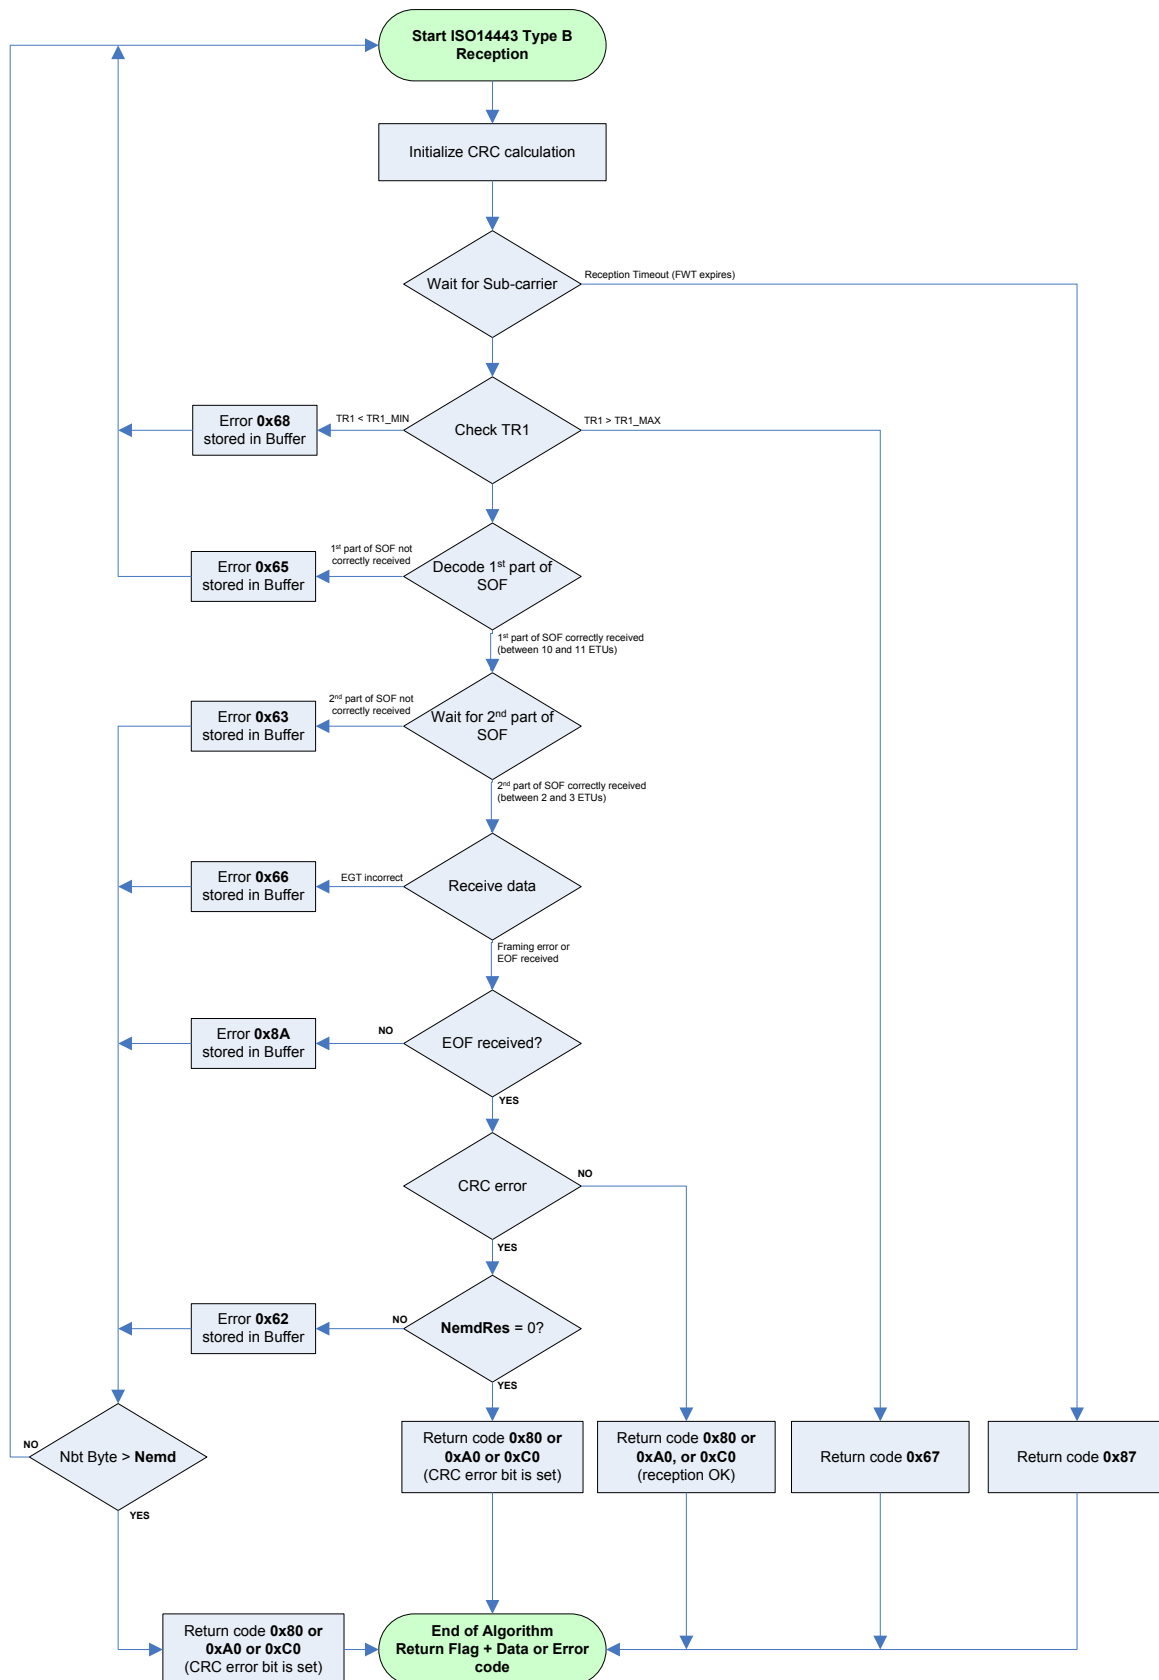 Start ISO14443 Type B
Reception
Initialize CRC calculation
Wait for Sub-carrier
Reception Timeout (FWT expires)
Error 0x68
stored in Buffer
TR1 < TR1_MIN
Check TR1
TR1 > TR1_MAX
Error 0x65
stored in Buffer
1st part of SOF not
correctly received
Decode 1st part of
SOF
1st part of SOF correctly received
(between 10 and 11 ETUs)
Error 0x63
stored in Buffer
2nd part of SOF not
correctly received
Wait for 2nd part of
SOF
2nd part of SOF correctly received
(between 2 and 3 ETUs)
Error 0x66
stored in Buffer
EGT incorrect
Receive data
Framing error or
EOF received
Error 0x8A
stored in Buffer
NO
EOF received?
YES
CRC error
NO
YES
Error 0x62
stored in Buffer
NO
NemdRes = 0?
YES
NO
Nbt Byte > Nemd
YES
Return code 0x80 or
0xA0 or 0xC0
(CRC error bit is set)
Return code 0x80 or
0xA0, or 0xC0
(reception OK)
Return code 0x67
Return code 0x87
Return code 0x80 or
0xA0 or 0xC0
(CRC error bit is set)
End of Algorithm
Return Flag + Data or Error
code